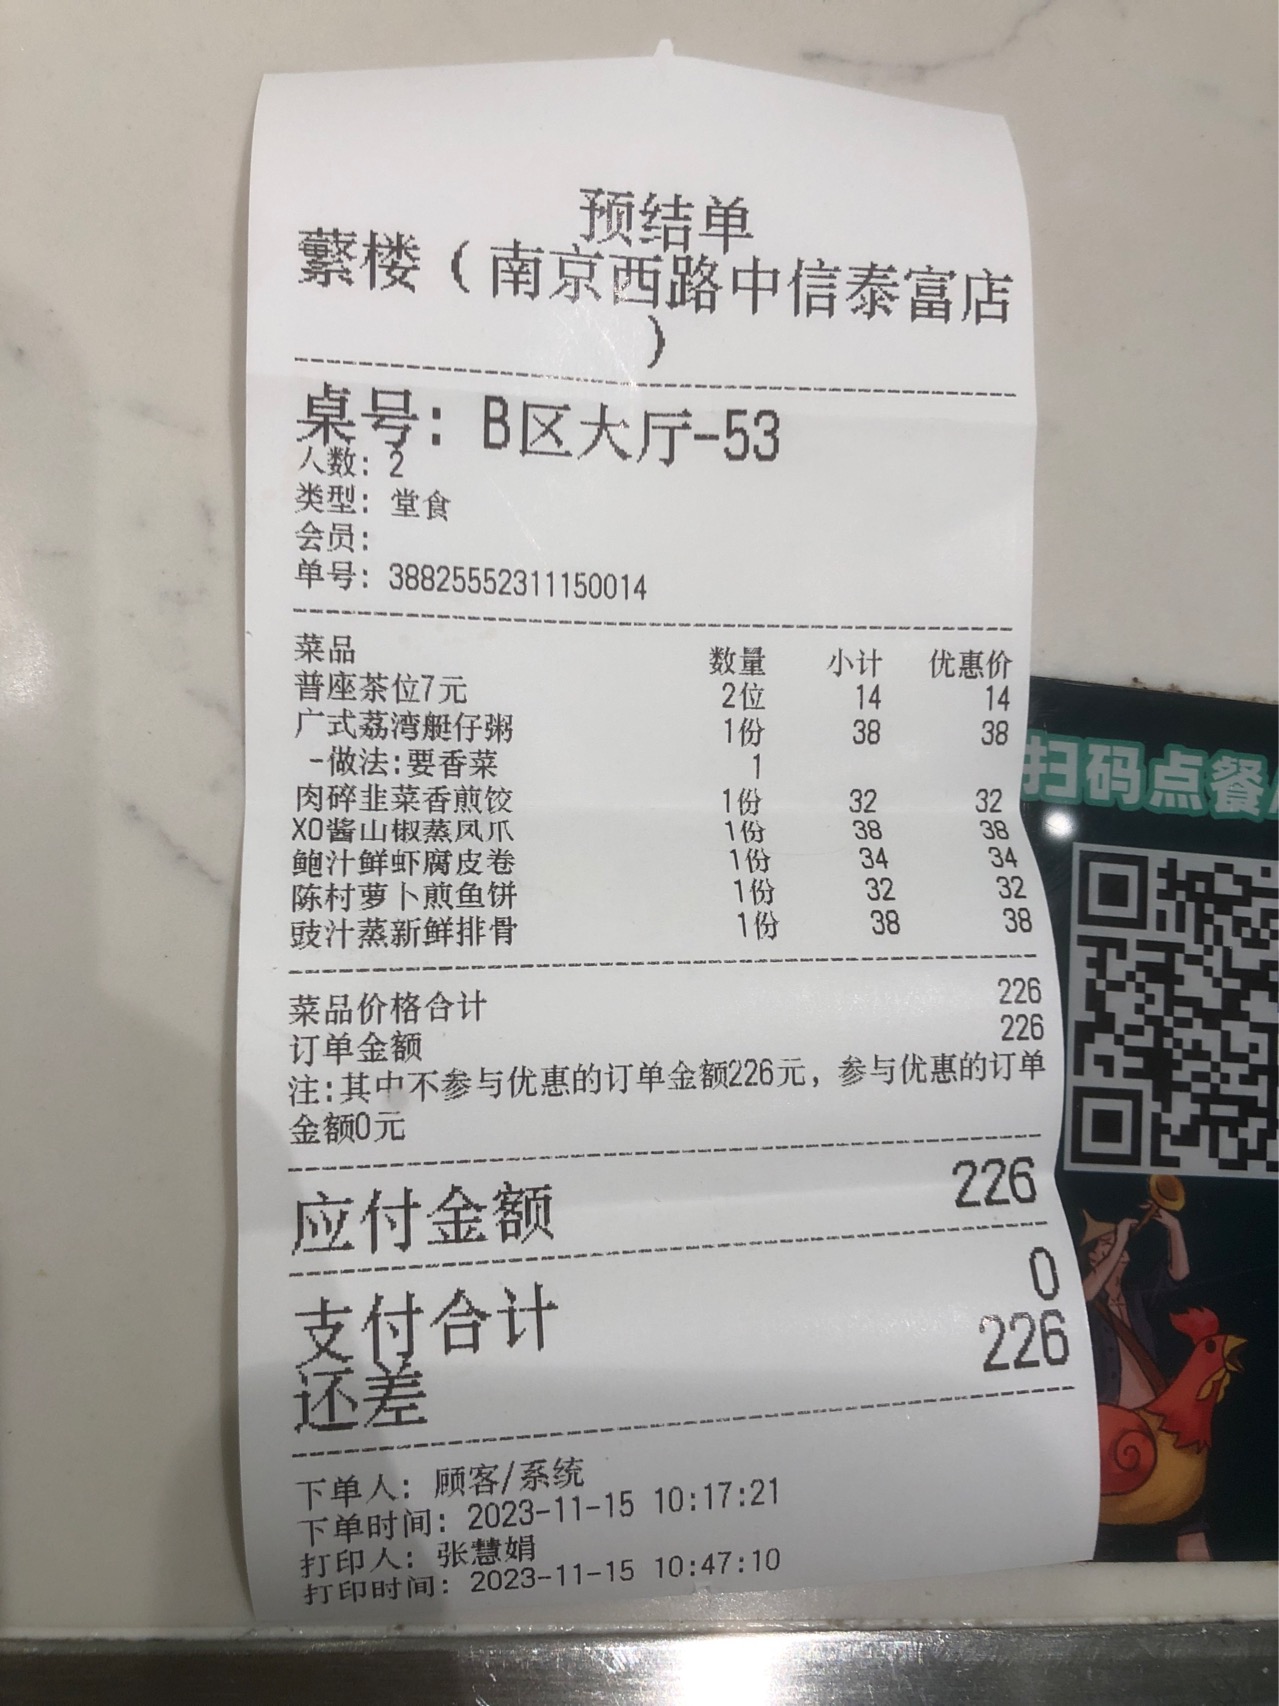 预结单
蘩楼（南京西路中信泰富店
）
桌号：B区大厅-53
人数：2
类型：堂食
会员：
单号：38825552311150014
菜品 数量 小计 优惠价
普座茶位7元 2位 14 14
广式荔湾艇仔粥 1份 38 38
-做法:要香菜 1
肉碎韭菜香煎饺 1份 32 32
XO酱山椒蒸凤爪 1份 38 38
鲍汁鲜虾腐皮卷 1份 34 34
陈村萝卜煎鱼饼 1份 32 32
豉汁蒸新鲜排骨 1份 38 38
菜品价格合计 226
订单金额 226
注:其中不参与优惠的订单金额226元，参与优惠的订单
金额0元
应付金额 226
支付合计 0
还差 226
下单人：顾客/系统
下单时间：2023-11-15 10:17:21
打印人：张慧娟
打印时间：2023-11-15 10:47:10
扫码点餐/